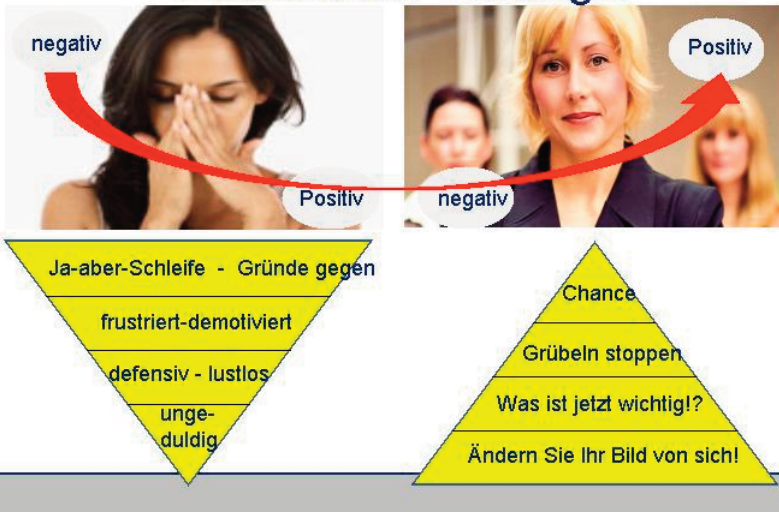 negativ
Positiv
negativ
Positiv
Ja-aber-Schleife - Gründe gegen
frustriert-demotiviert
defensiv - lustlos
unge-
duldig
Chance
Grübeln stoppen
Was ist jetzt wichtig!?
Ändern Sie Ihr Bild von sich!